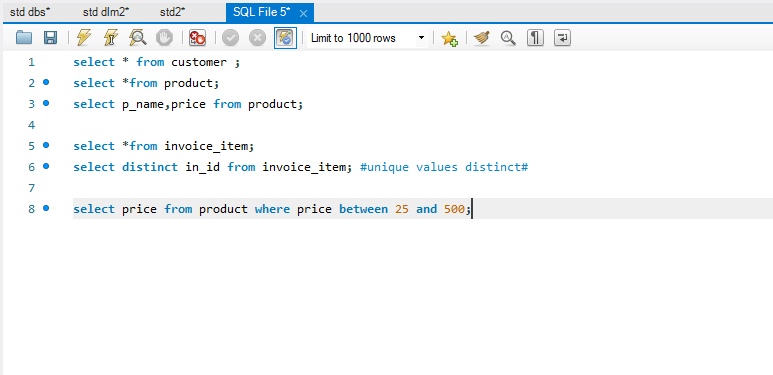 std dbs* std dlm2* std2* SQL File 5* ×
Limit to 1000 rows
1 select * from customer ;
2 select *from product;
3 select p_name,price from product;
4
5 select *from invoice_item;
6 select distinct in_id from invoice_item; #unique values distinct#
7
8 select price from product where price between 25 and 500;